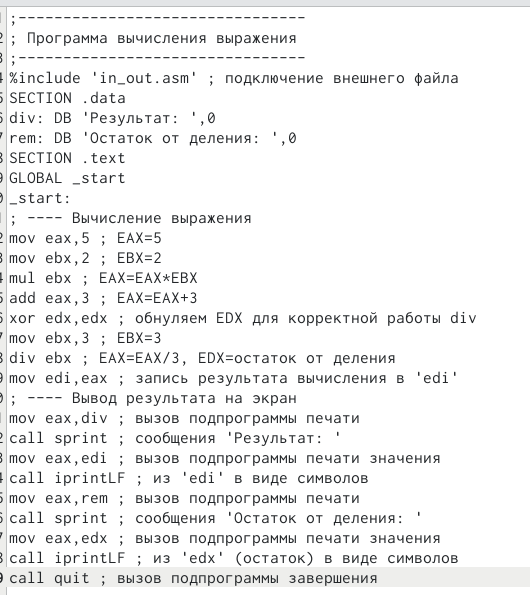 ;--------------------------------
; Программа вычисления выражения
;--------------------------------
%include 'in_out.asm' ; подключение внешнего файла
SECTION .data
div: DB 'Результат: ',0
rem: DB 'Остаток от деления: ',0
SECTION .text
GLOBAL _start
_start:
; ---- Вычисление выражения
mov eax,5 ; EAX=5
mov ebx,2 ; EBX=2
mul ebx ; EAX=EAX*EBX
add eax,3 ; EAX=EAX+3
xor edx,edx ; обнуляем EDX для корректной работы div
mov ebx,3 ; EBX=3
div ebx ; EAX=EAX/3, EDX=остаток от деления
mov edi,eax ; запись результата вычисления в 'edi'
; ---- Вывод результата на экран
mov eax,div ; вызов подпрограммы печати
call sprint ; сообщения 'Результат: '
mov eax,edi ; вызов подпрограммы печати значения
call iprintLF ; из 'edi' в виде символов
mov eax,rem ; вызов подпрограммы печати
call sprint ; сообщения 'Остаток от деления: '
mov eax,edx ; вызов подпрограммы печати значения
call iprintLF ; из 'edx' (остаток) в виде символов
call quit ; вызов подпрограммы завершения